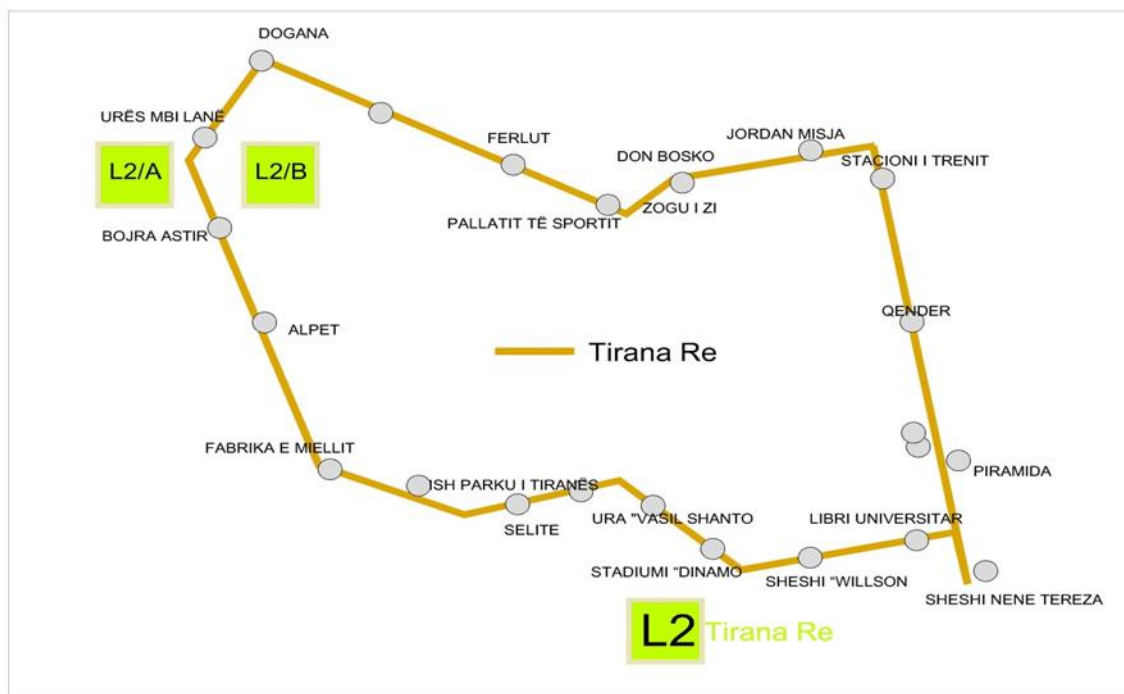 DOGANA
URËS MBI LANË
JORDAN MISJA
FERLUT
DON BOSKO
STACIONI I TRENIT
L2/A
L2/B
ZOGU I ZI
PALLATIT TË SPORTIT
BOJRA ASTIR
QENDER
ALPET
Tirana Re
FABRIKA E MIELLIT
PIRAMIDA
ISH PARKU I TIRANËS
SELITE
URA "VASIL SHANTO
LIBRI UNIVERSITAR
STADIUMI “DINAMO
SHESHI “WILLSON
SHESHI NENE TEREZA
L2 Tirana Re